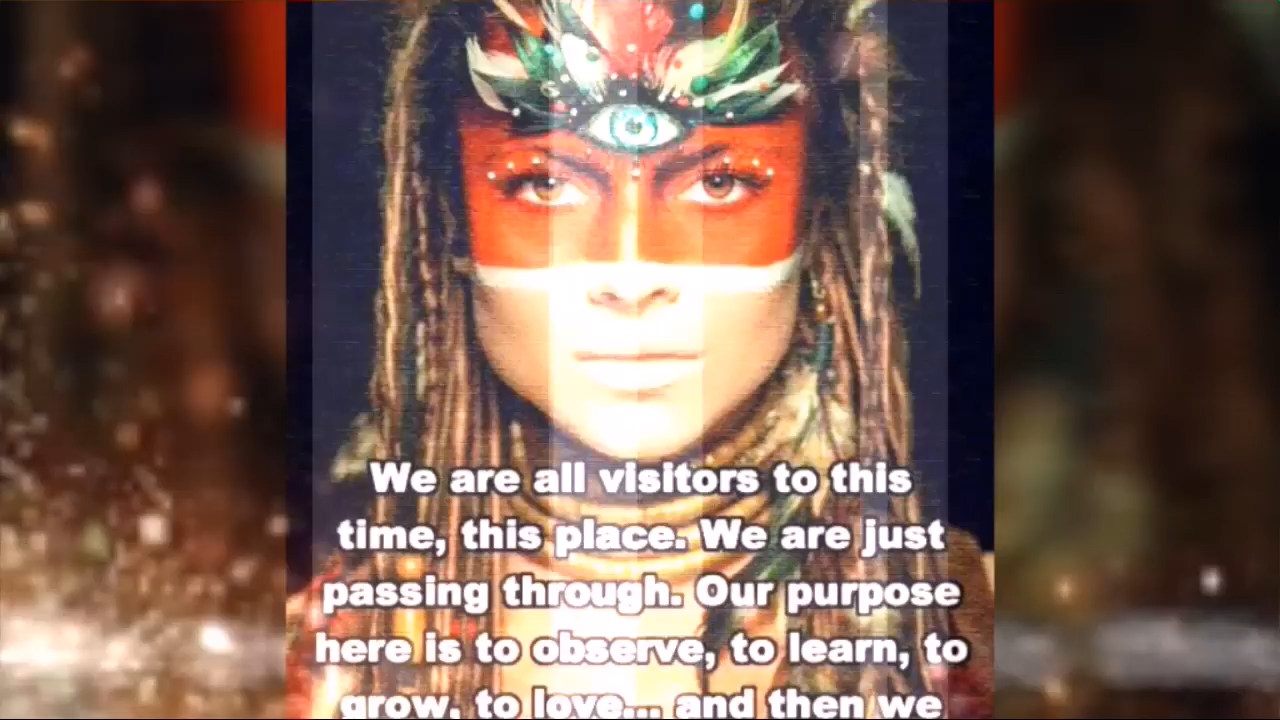 We are all visitors to this
time, this place. We are just
passing through. Our purpose
here is to observe, to learn, to
grow, to love... and then we